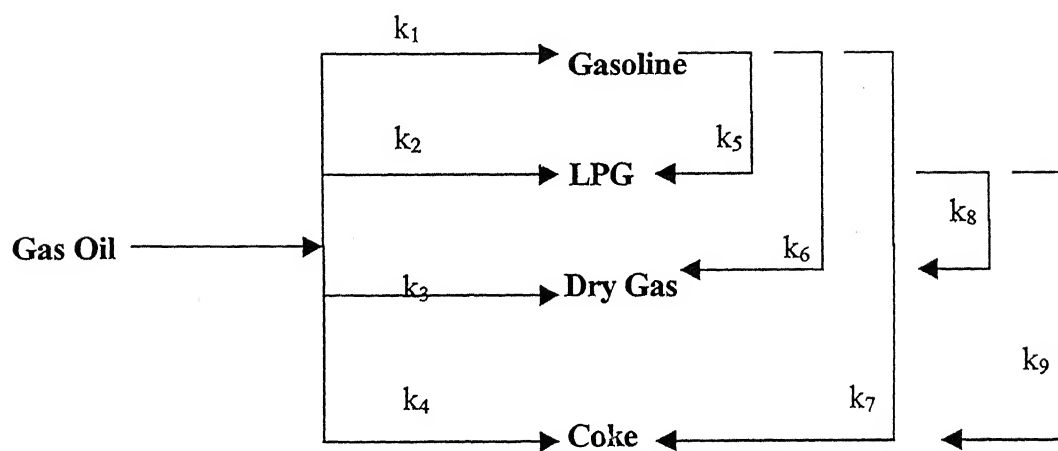 k₁
Gasoline
k₂
k₅
LPG
k₈
Gas Oil
k₆
k₃
Dry Gas
k₉
k₄
k₇
Coke